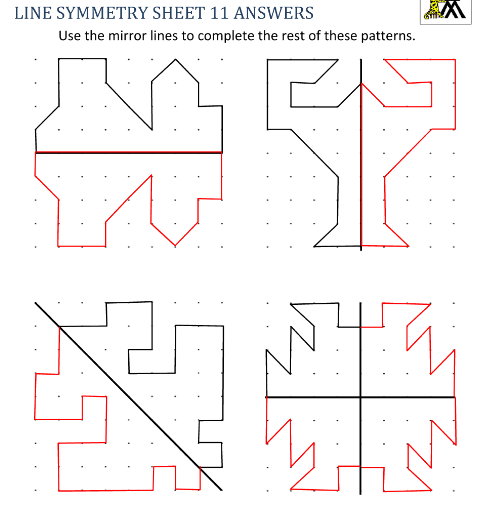 LINE SYMMETRY SHEET 11 ANSWERS
Use the mirror lines to complete the rest of these patterns.